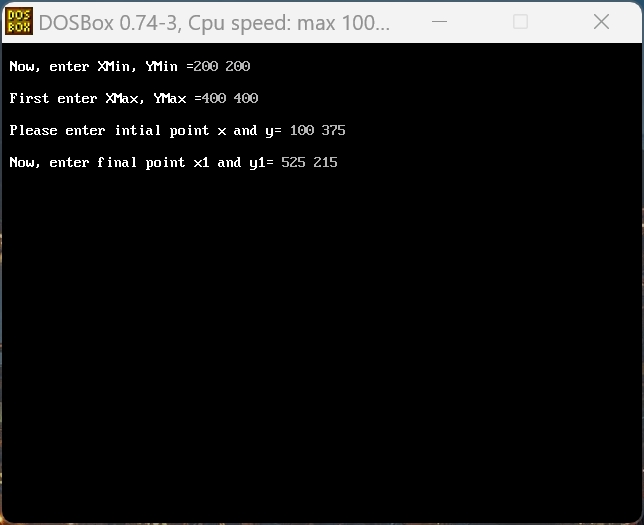 DOS BOX DOSBox 0.74-3, Cpu speed: max 100...
Now, enter XMin, YMin =200 200
First enter XMax, YMax =400 400
Please enter intial point x and y= 100 375
Now, enter final point x1 and y1= 525 215